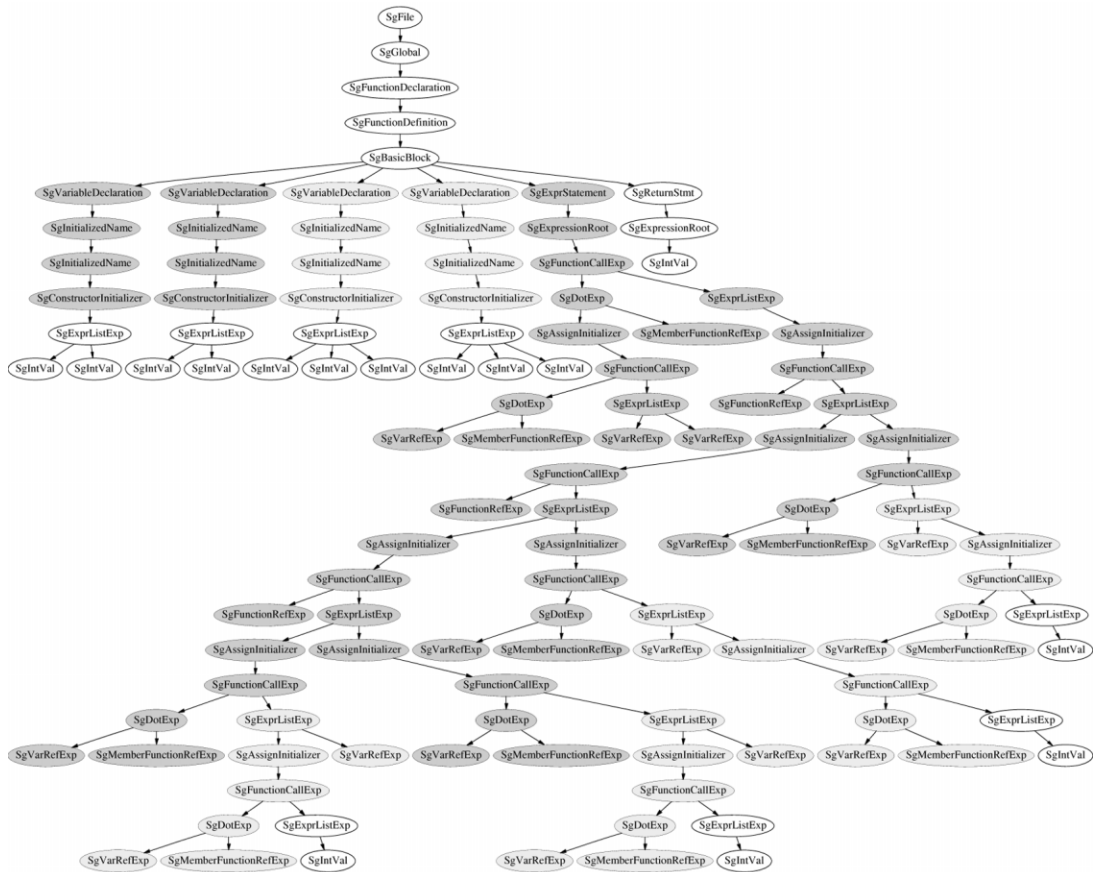 SgFile
SgGlobal
SgFunctionDeclaration
SgFunctionDefinition
SgBasicBlock
SgVariableDeclaration SgVariableDeclaration SgVariableDeclaration SgVariableDeclaration SgExprStatement SgReturnStmt
SgInitializedName SgInitializedName SgInitializedName SgInitializedName SgExpressionRoot SgExpressionRoot
SgInitializedName SgInitializedName SgInitializedName SgInitializedName SgFunctionCallExp SgIntVal
SgConstructorInitializer SgConstructorInitializer SgConstructorInitializer SgConstructorInitializer SgDotExp SgExprListExp
SgExprListExp SgExprListExp SgExprListExp SgExprListExp SgAssignInitializer SgMemberFunctionRefExp SgAssignInitializer
SgIntVal SgIntVal SgIntVal SgIntVal SgIntVal SgIntVal SgIntVal SgIntVal SgIntVal SgIntVal SgFunctionCallExp SgFunctionCallExp
SgDotExp SgExprListExp SgFunctionRefExp SgExprListExp
SgVarRefExp SgMemberFunctionRefExp SgVarRefExp SgVarRefExp SgAssignInitializer SgAssignInitializer
SgFunctionCallExp SgFunctionCallExp
SgFunctionRefExp SgExprListExp SgDotExp SgExprListExp
SgAssignInitializer SgAssignInitializer SgVarRefExp SgMemberFunctionRefExp SgVarRefExp SgAssignInitializer
SgFunctionCallExp SgFunctionCallExp SgFunctionCallExp
SgFunctionRefExp SgExprListExp SgDotExp SgExprListExp SgDotExp SgExprListExp
SgAssignInitializer SgAssignInitializer SgVarRefExp SgMemberFunctionRefExp SgVarRefExp SgAssignInitializer SgVarRefExp SgMemberFunctionRefExp SgIntVal
SgFunctionCallExp SgFunctionCallExp SgFunctionCallExp
SgDotExp SgExprListExp SgDotExp SgExprListExp SgDotExp SgExprListExp
SgVarRefExp SgMemberFunctionRefExp SgAssignInitializer SgVarRefExp SgVarRefExp SgMemberFunctionRefExp SgAssignInitializer SgVarRefExp SgVarRefExp SgMemberFunctionRefExp SgIntVal
SgFunctionCallExp SgFunctionCallExp
SgDotExp SgExprListExp SgDotExp SgExprListExp
SgVarRefExp SgMemberFunctionRefExp SgIntVal SgVarRefExp SgMemberFunctionRefExp SgIntVal